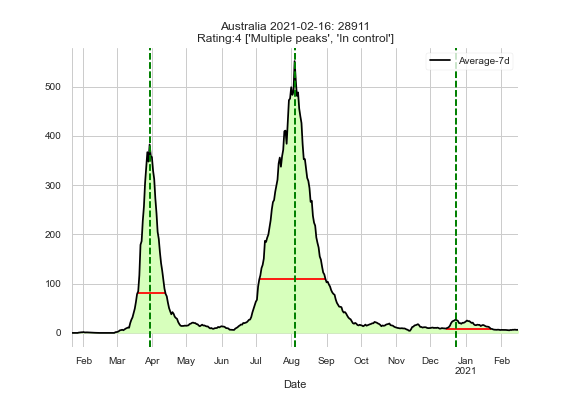 Australia 2021-02-16: 28911
Rating:4 ['Multiple peaks', 'In control']
Average-7d
500
400
300
200
100
0
Feb Mar Apr May Jun Jul Aug Sep Oct Nov Dec Jan Feb
2021
Date